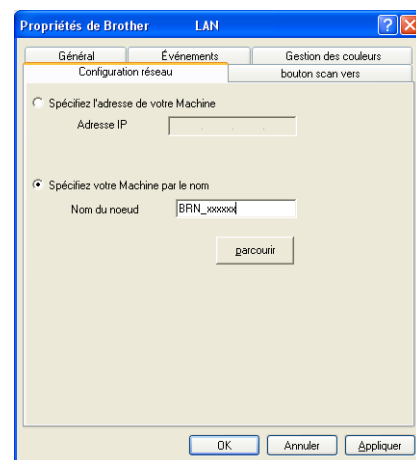 Propriétés de Brother LAN
Général Événements Gestion des couleurs
Configuration réseau bouton scan vers
Spécifiez l'adresse de votre Machine
Adresse IP . . .
Spécifiez votre Machine par le nom
Nom du noeud BRN_xxxxxx
parcourir
OK Annuler Appliquer